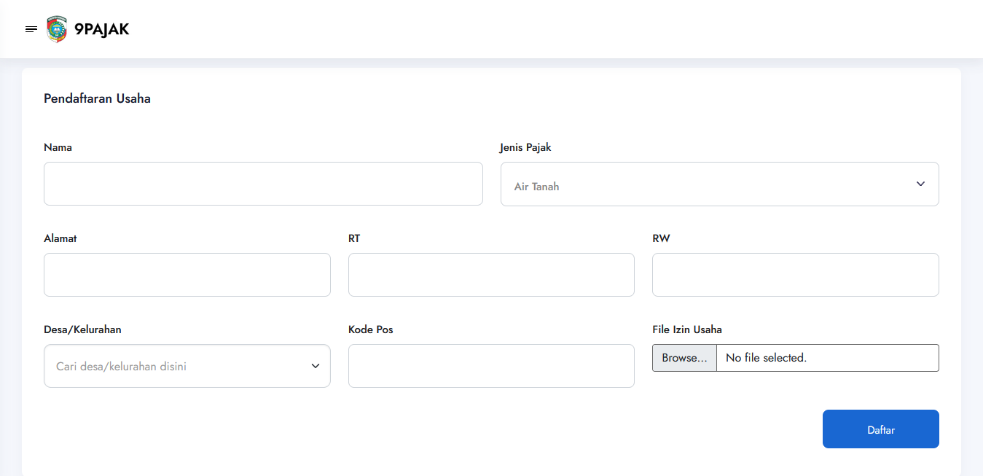 9PAJAK
Pendaftaran Usaha
Nama
Jenis Pajak
Air Tanah
Alamat
RT
RW
Desa/Kelurahan
Kode Pos
File Izin Usaha
Cari desa/kelurahan disini
Browse... No file selected.
Daftar